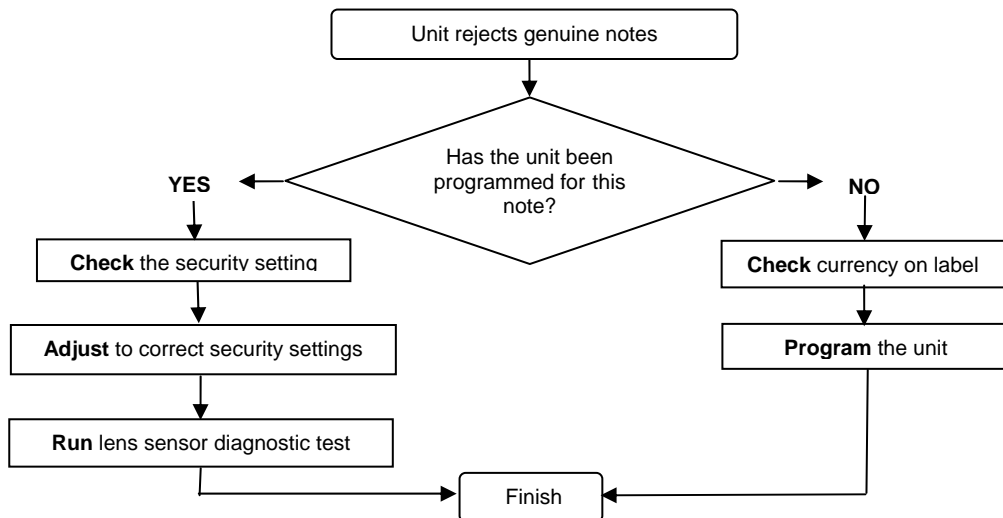 Unit rejects genuine notes
Has the unit been
programmed for this
note?
YES
NO
Check the security setting
Check currency on label
Adjust to correct security settings
Program the unit
Run lens sensor diagnostic test
Finish